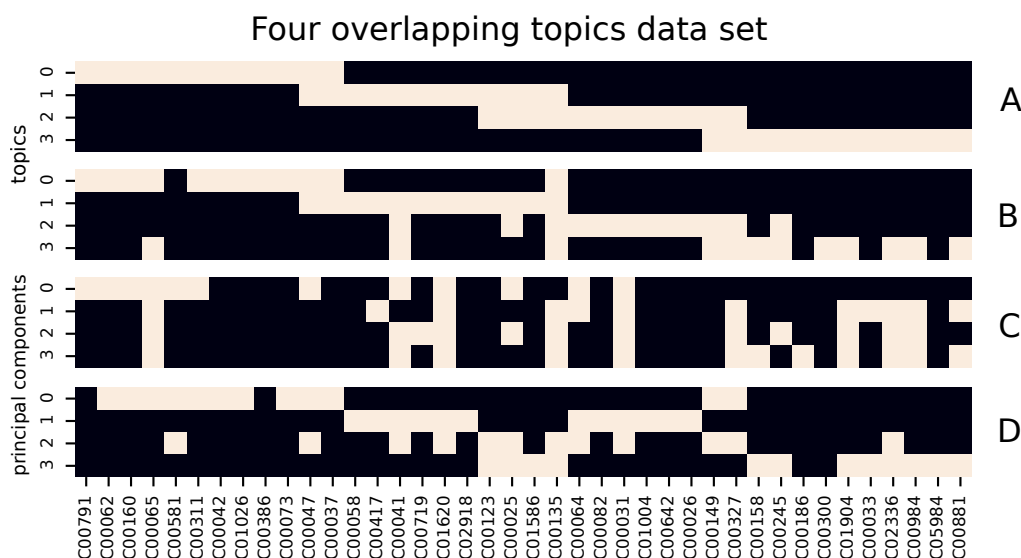 Four overlapping topics data set
topics
0
1
2
3
A
0
1
2
3
B
principal components
0
1
2
3
C
0
1
2
3
D
C00791
C00062
C00160
C00065
C00581
C00311
C00042
C01026
C00386
C00073
C00047
C00037
C00058
C00417
C00041
C00719
C01620
C02918
C00123
C00025
C01586
C00135
C00064
C00082
C00031
C01004
C00642
C00026
C00149
C00327
C00158
C00245
C00186
C00300
C01904
C00033
C02336
C00984
C05984
C00881